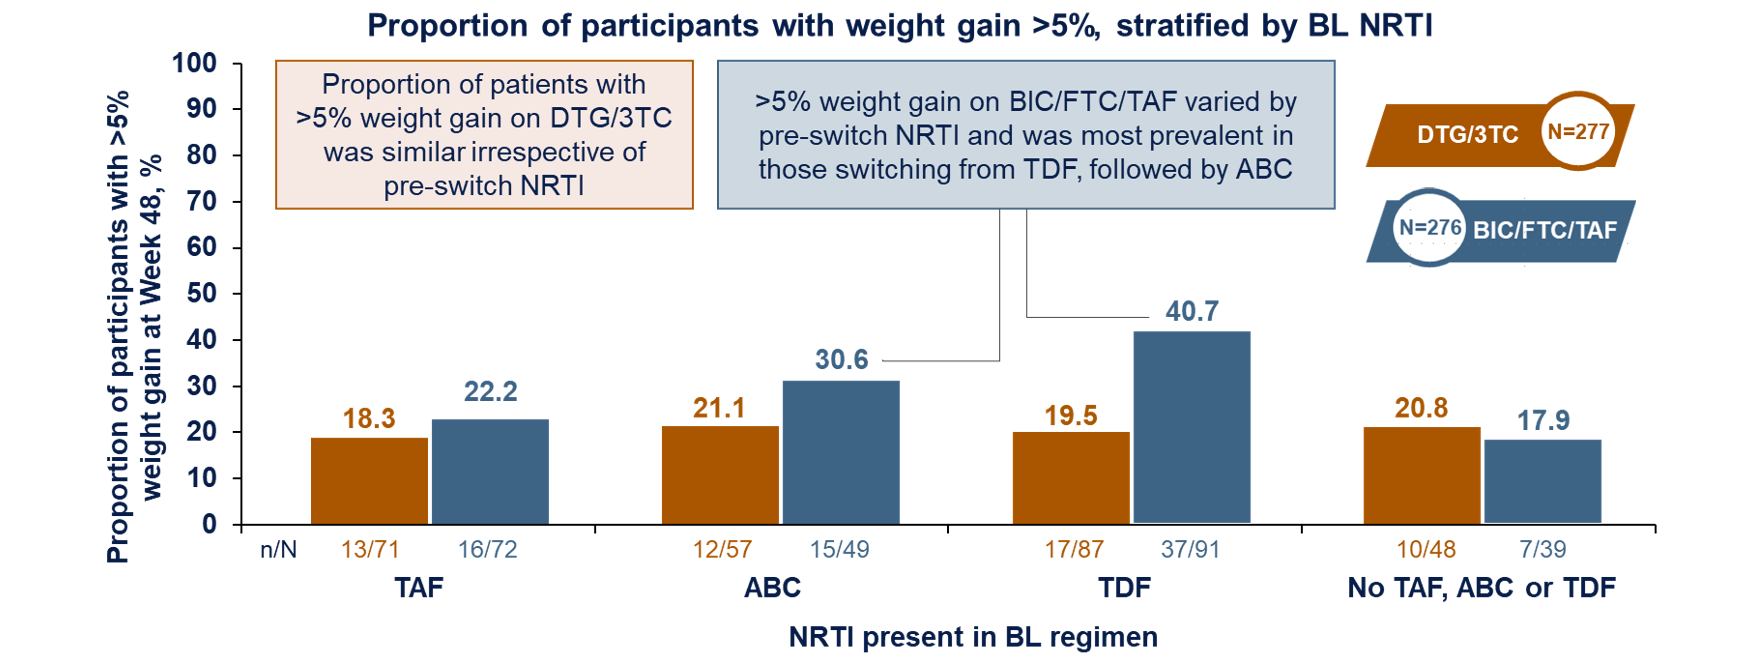 Proportion of participants with weight gain >5%, stratified by BL NRTI
Proportion of participants with >5%
weight gain at Week 48, %
100
90
80
70
60
50
40
30
20
10
0
Proportion of patients with
>5% weight gain on DTG/3TC
was similar irrespective of
pre-switch NRTI
>5% weight gain on BIC/FTC/TAF varied by
pre-switch NRTI and was most prevalent in
those switching from TDF, followed by ABC
DTG/3TC N=277
N=276 BIC/FTC/TAF
18.3 22.2 21.1 30.6 19.5 40.7 20.8 17.9
n/N 13/71 16/72 12/57 15/49 17/87 37/91 10/48 7/39
TAF ABC TDF No TAF, ABC or TDF
NRTI present in BL regimen